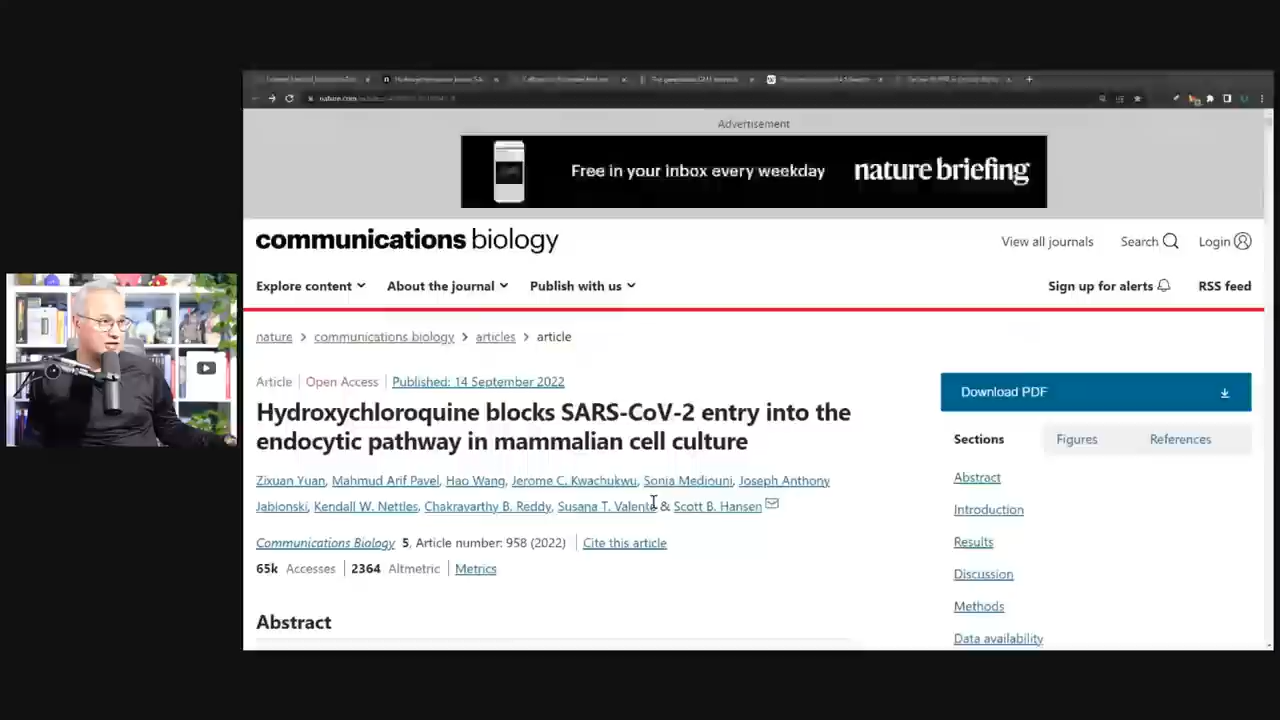 Advertisement
Free in your inbox every weekday nature briefing
communications biology
View all journals Search Login
Explore content About the journal Publish with us Sign up for alerts RSS feed
nature > communications biology > articles > article
Article Open Access Published: 14 September 2022
Hydroxychloroquine blocks SARS-CoV-2 entry into the
endocytic pathway in mammalian cell culture
Zixuan Yuan, Mahmud Arif Pavel, Hao Wang, Jerome C. Kwachukwu, Sonia Mediouni, Joseph Anthony
Jablonski, Kendall W. Nettles, Chakravarthy B. Reddy, Susana T. Valente & Scott B. Hansen
Communications Biology 5, Article number: 958 (2022) Cite this article
65k Accesses 2364 Altmetric Metrics
Abstract
Download PDF
Sections Figures References
Abstract
Introduction
Results
Discussion
Methods
Data availability